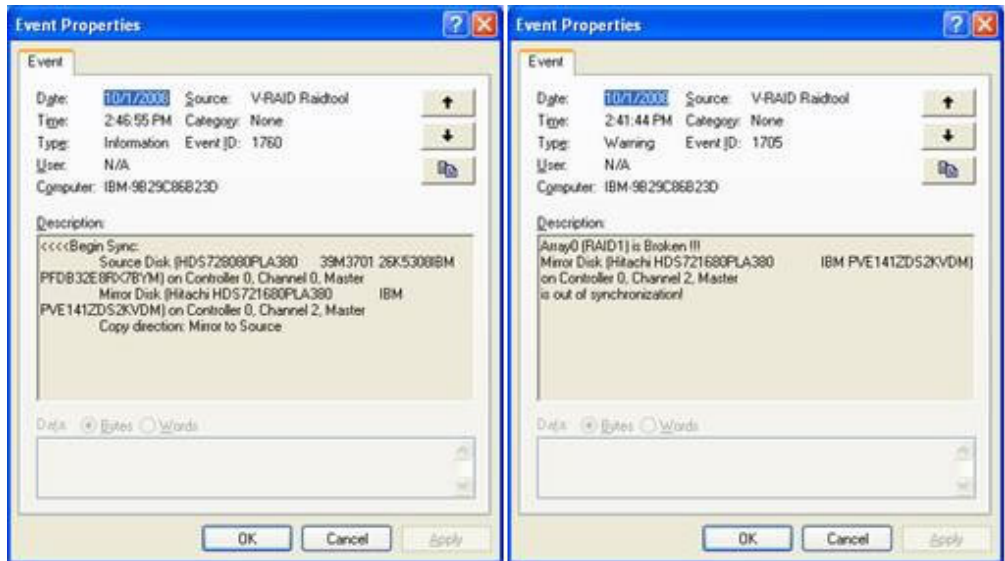 Event Properties
Event
Date: 10/1/2008 Source: V-RAID Raidtool
Time: 2:46:55 PM Category: None
Type: Information Event ID: 1760
User: N/A
Computer: IBM-9B29C86B23D
Description:
<<<<Begin Sync:
Source Disk (HDS728080PLA380 39M3701 26K5308IBM
PFDB32E8RX7BYM) on Controller 0, Channel 0, Master
Mirror Disk (Hitachi HDS721680PLA380 IBM
PVE141ZDS2KVDM) on Controller 0, Channel 2, Master
Copy direction: Mirror to Source
Data: Bytes Words
OK Cancel Apply
Event Properties
Event
Date: 10/1/2008 Source: V-RAID Raidtool
Time: 2:41:44 PM Category: None
Type: Warning Event ID: 1705
User: N/A
Computer: IBM-9B29C86B23D
Description:
Array0 (RAID1) is Broken !!!
Mirror Disk (Hitachi HDS721680PLA380 IBM PVE141ZDS2KVDM)
on Controller 0, Channel 2, Master
is out of synchronization!
Data: Bytes Words
OK Cancel Apply